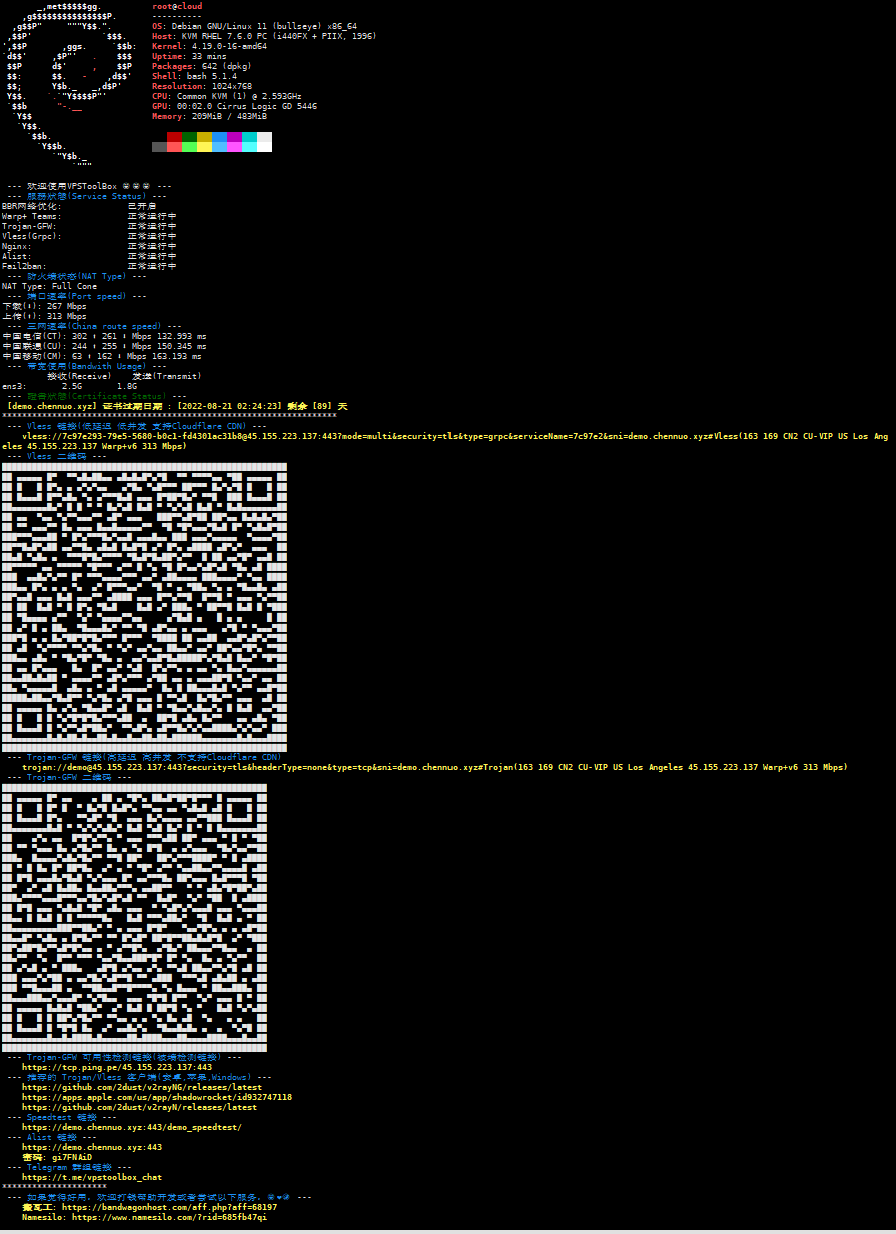 root@cloud
----------
OS: Debian GNU/Linux 11 (bullseye) x86_64
Host: KVM RHEL 7.6.0 PC (i440FX + PIIX, 1996)
Kernel: 4.19.0-16-amd64
Uptime: 33 mins
Packages: 642 (dpkg)
Shell: bash 5.1.4
Resolution: 1024x768
CPU: Common KVM (1) @ 2.593GHz
GPU: 00:02.0 Cirrus Logic GD 5446
Memory: 209MiB / 483MiB
--- 欢迎使用VPSToolBox ---
--- 服務狀態(Service Status) ---
BBR网络优化: 已开启
Warp+ Teams: 正常运行中
Trojan-GFW: 正常运行中
Vless(Grpc): 正常运行中
Nginx: 正常运行中
Alist: 正常运行中
Fail2ban: 正常运行中
--- 防火墙状态(NAT Type) ---
NAT Type: Full Cone
--- 端口速率(Port speed) ---
下载(⬇): 267 Mbps
上传(⬆): 313 Mbps
--- 三网速率(China route speed) ---
中国电信(CT): 302 ⬆ 261 ⬇ Mbps 132.993 ms
中国联通(CU): 244 ⬆ 255 ⬇ Mbps 150.345 ms
中国移动(CM): 63 ⬆ 162 ⬇ Mbps 163.193 ms
--- 带宽使用(Bandwith Usage) ---
接收(Receive) 发送(Transmit)
ens3: 2.5G 1.8G
--- 證書狀態(Certificate Status) ---
[demo.chennuo.xyz] 证书过期日期 : [2022-08-21 02:24:23] 剩余 [89] 天
--- Vless 链接(低延迟 低并发 支持Cloudflare CDN) ---
vless://7c97e293-79e5-5680-b0c1-fd4301ac31b8@45.155.223.137:443?mode=multi&security=tls&type=grpc&serviceName=7c97e2&sni=demo.chennuo.xyz#Vless(163 169 CN2 CU-VIP US Los Ang
eles 45.155.223.137 Warp+v6 313 Mbps)
--- Vless 二维码 ---
--- Trojan-GFW 链接(高延迟 高并发 不支持Cloudflare CDN)
trojan://demo@45.155.223.137:443?security=tls&headerType=none&type=tcp&sni=demo.chennuo.xyz#Trojan(163 169 CN2 CU-VIP US Los Angeles 45.155.223.137 Warp+v6 313 Mbps)
--- Trojan-GFW 二维码 ---
--- Trojan-GFW 可用性检测链接(被墙检测链接) ---
https://tcp.ping.pe/45.155.223.137:443
--- 推荐的 Trojan/Vless 客户端(安卓,苹果,Windows) ---
https://github.com/2dust/v2rayNG/releases/latest
https://apps.apple.com/us/app/shadowrocket/id932747118
https://github.com/2dust/v2rayN/releases/latest
--- Speedtest 链接 ---
https://demo.chennuo.xyz:443/demo_speedtest/
--- Alist 链接 ---
https://demo.chennuo.xyz:443
密码: gi7FNAiD
--- Telegram 群组链接 ---
https://t.me/vpstoolbox_chat
*********************
--- 如果觉得好用，欢迎打钱帮助开发或者尝试以下服务。 ---
搬瓦工: https://bandwagonhost.com/aff.php?aff=68197
Namesilo: https://www.namesilo.com/?rid=685fb47qi